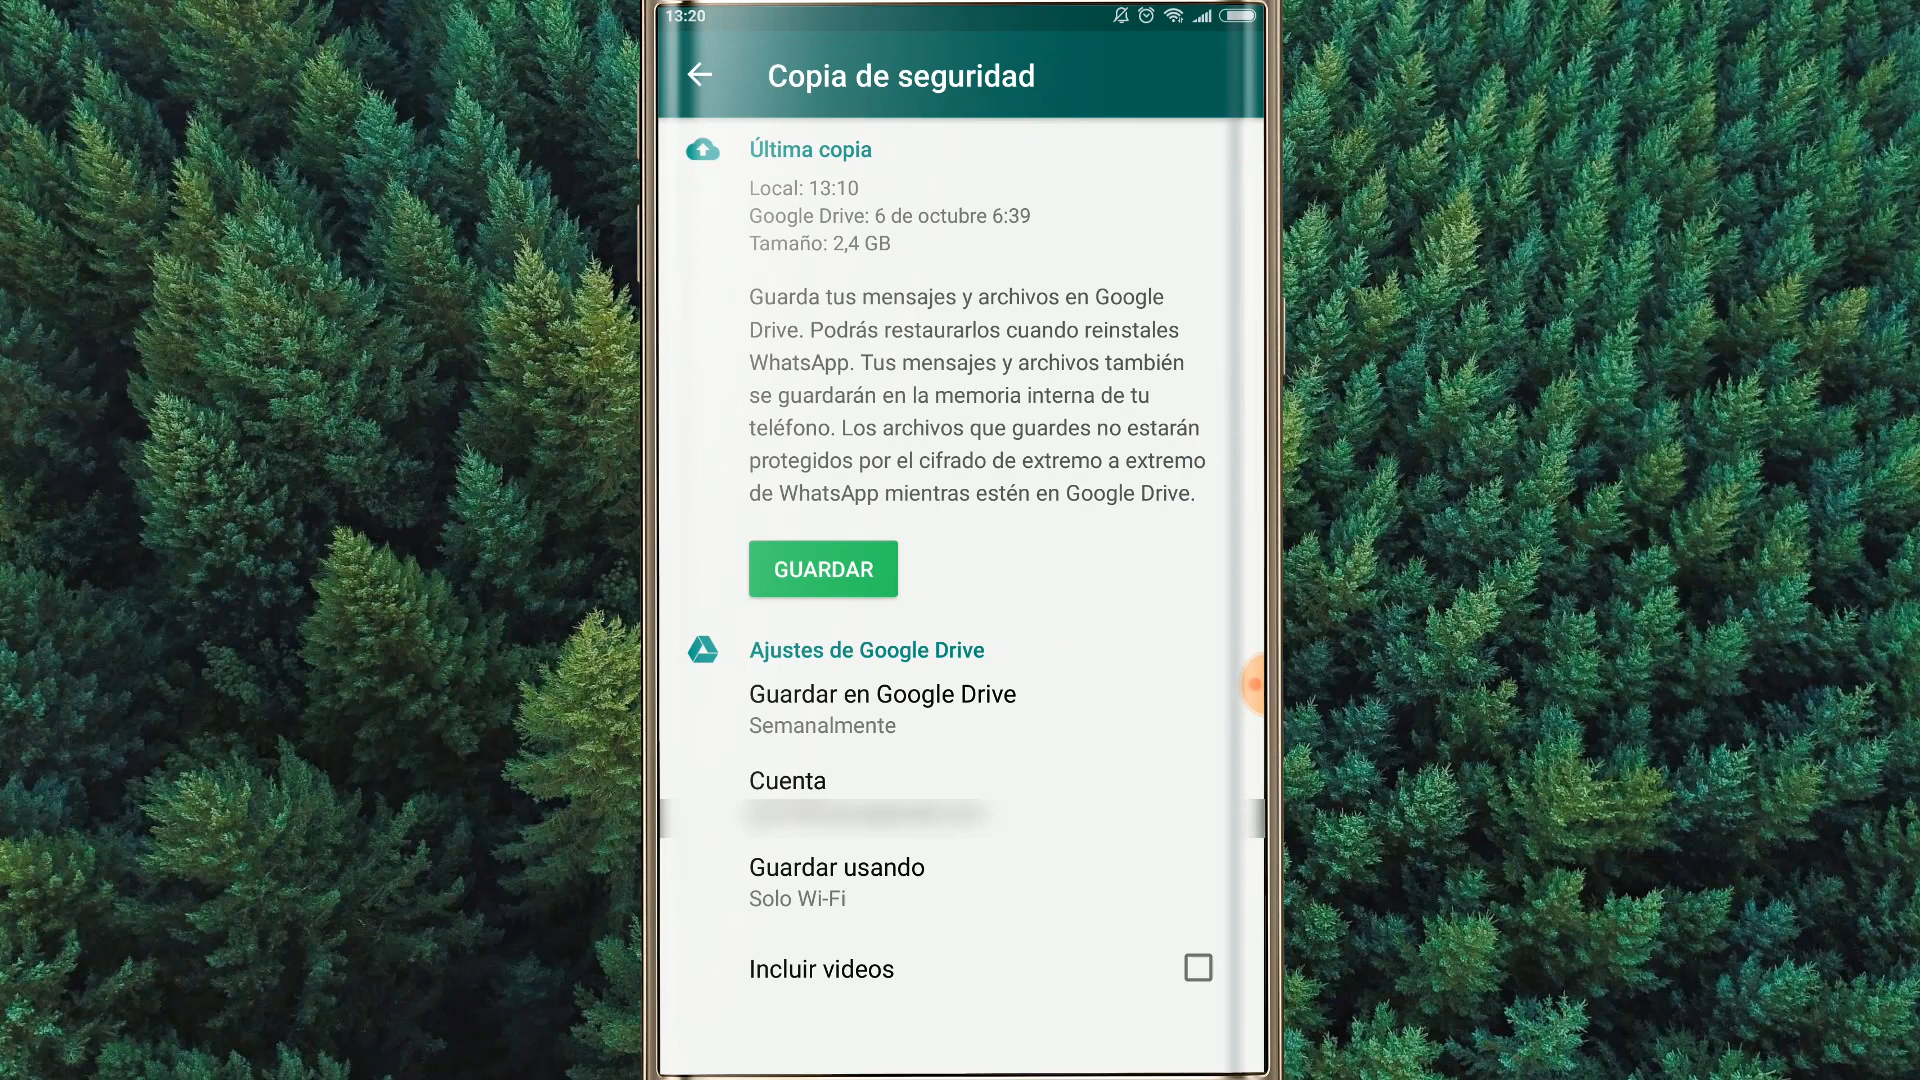 13:20
Copia de seguridad
Última copia
Local: 13:10
Google Drive: 6 de octubre 6:39
Tamaño: 2,4 GB
Guarda tus mensajes y archivos en Google
Drive. Podrás restaurarlos cuando reinstales
WhatsApp. Tus mensajes y archivos también
se guardarán en la memoria interna de tu
teléfono. Los archivos que guardes no estarán
protegidos por el cifrado de extremo a extremo
de WhatsApp mientras estén en Google Drive.
GUARDAR
Ajustes de Google Drive
Guardar en Google Drive
Semanalmente
Cuenta
Guardar usando
Solo Wi-Fi
Incluir videos